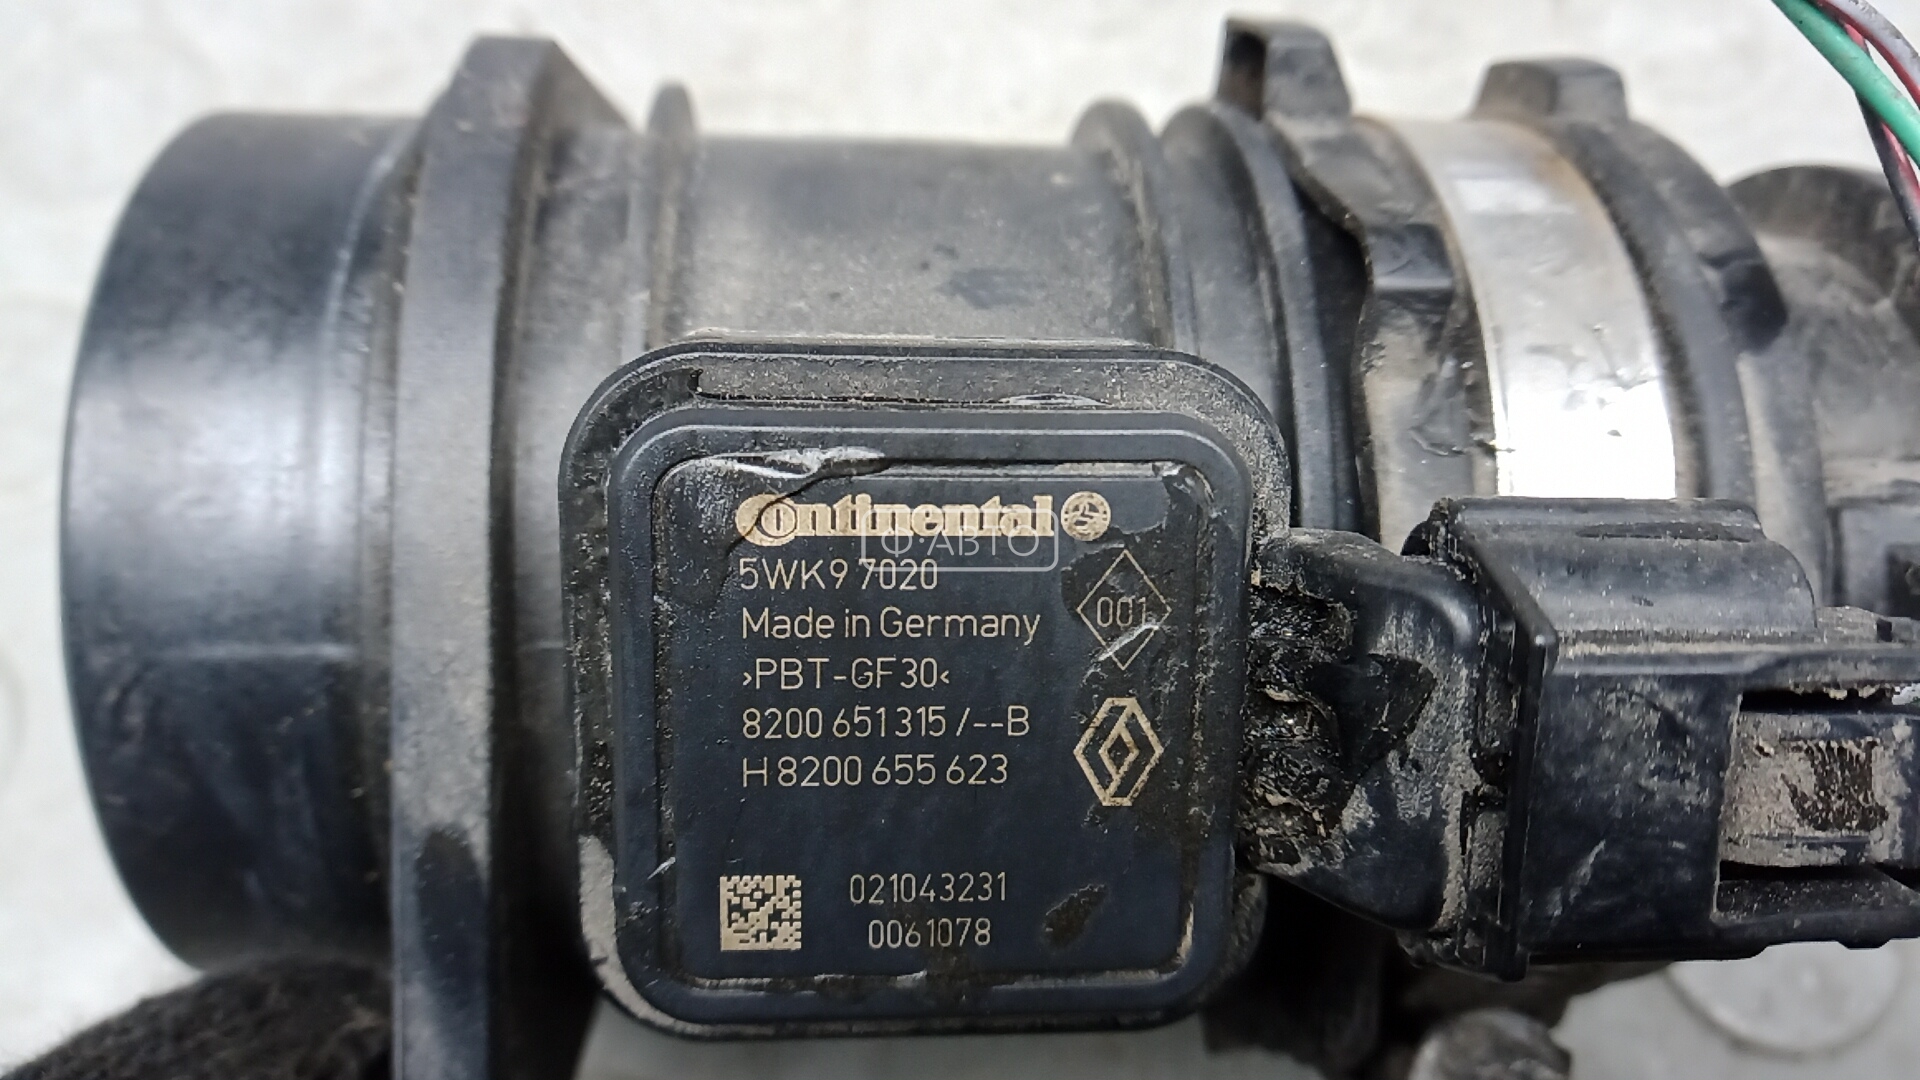 Continental
Ф·АВТО
5WK9 7020
001
Made in Germany
›PBT-GF30‹
8200 651 315 /--B
H 8200 655 623
021043231
0061078